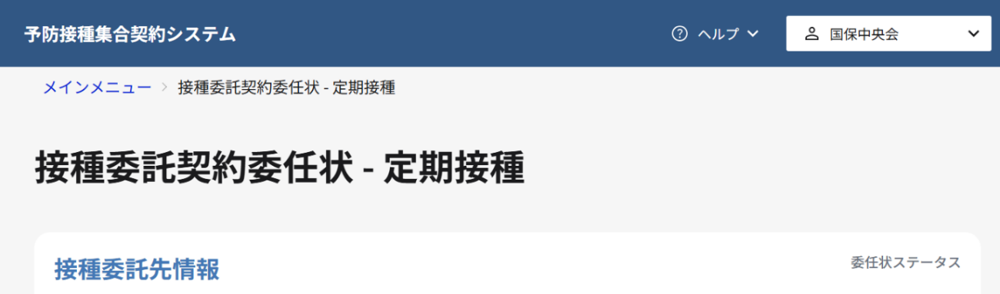 予防接種集合契約システム
ヘルプ
国保中央会
メインメニュー > 接種委託契約委任状 - 定期接種
接種委託契約委任状 - 定期接種
接種委託先情報
委任状ステータス